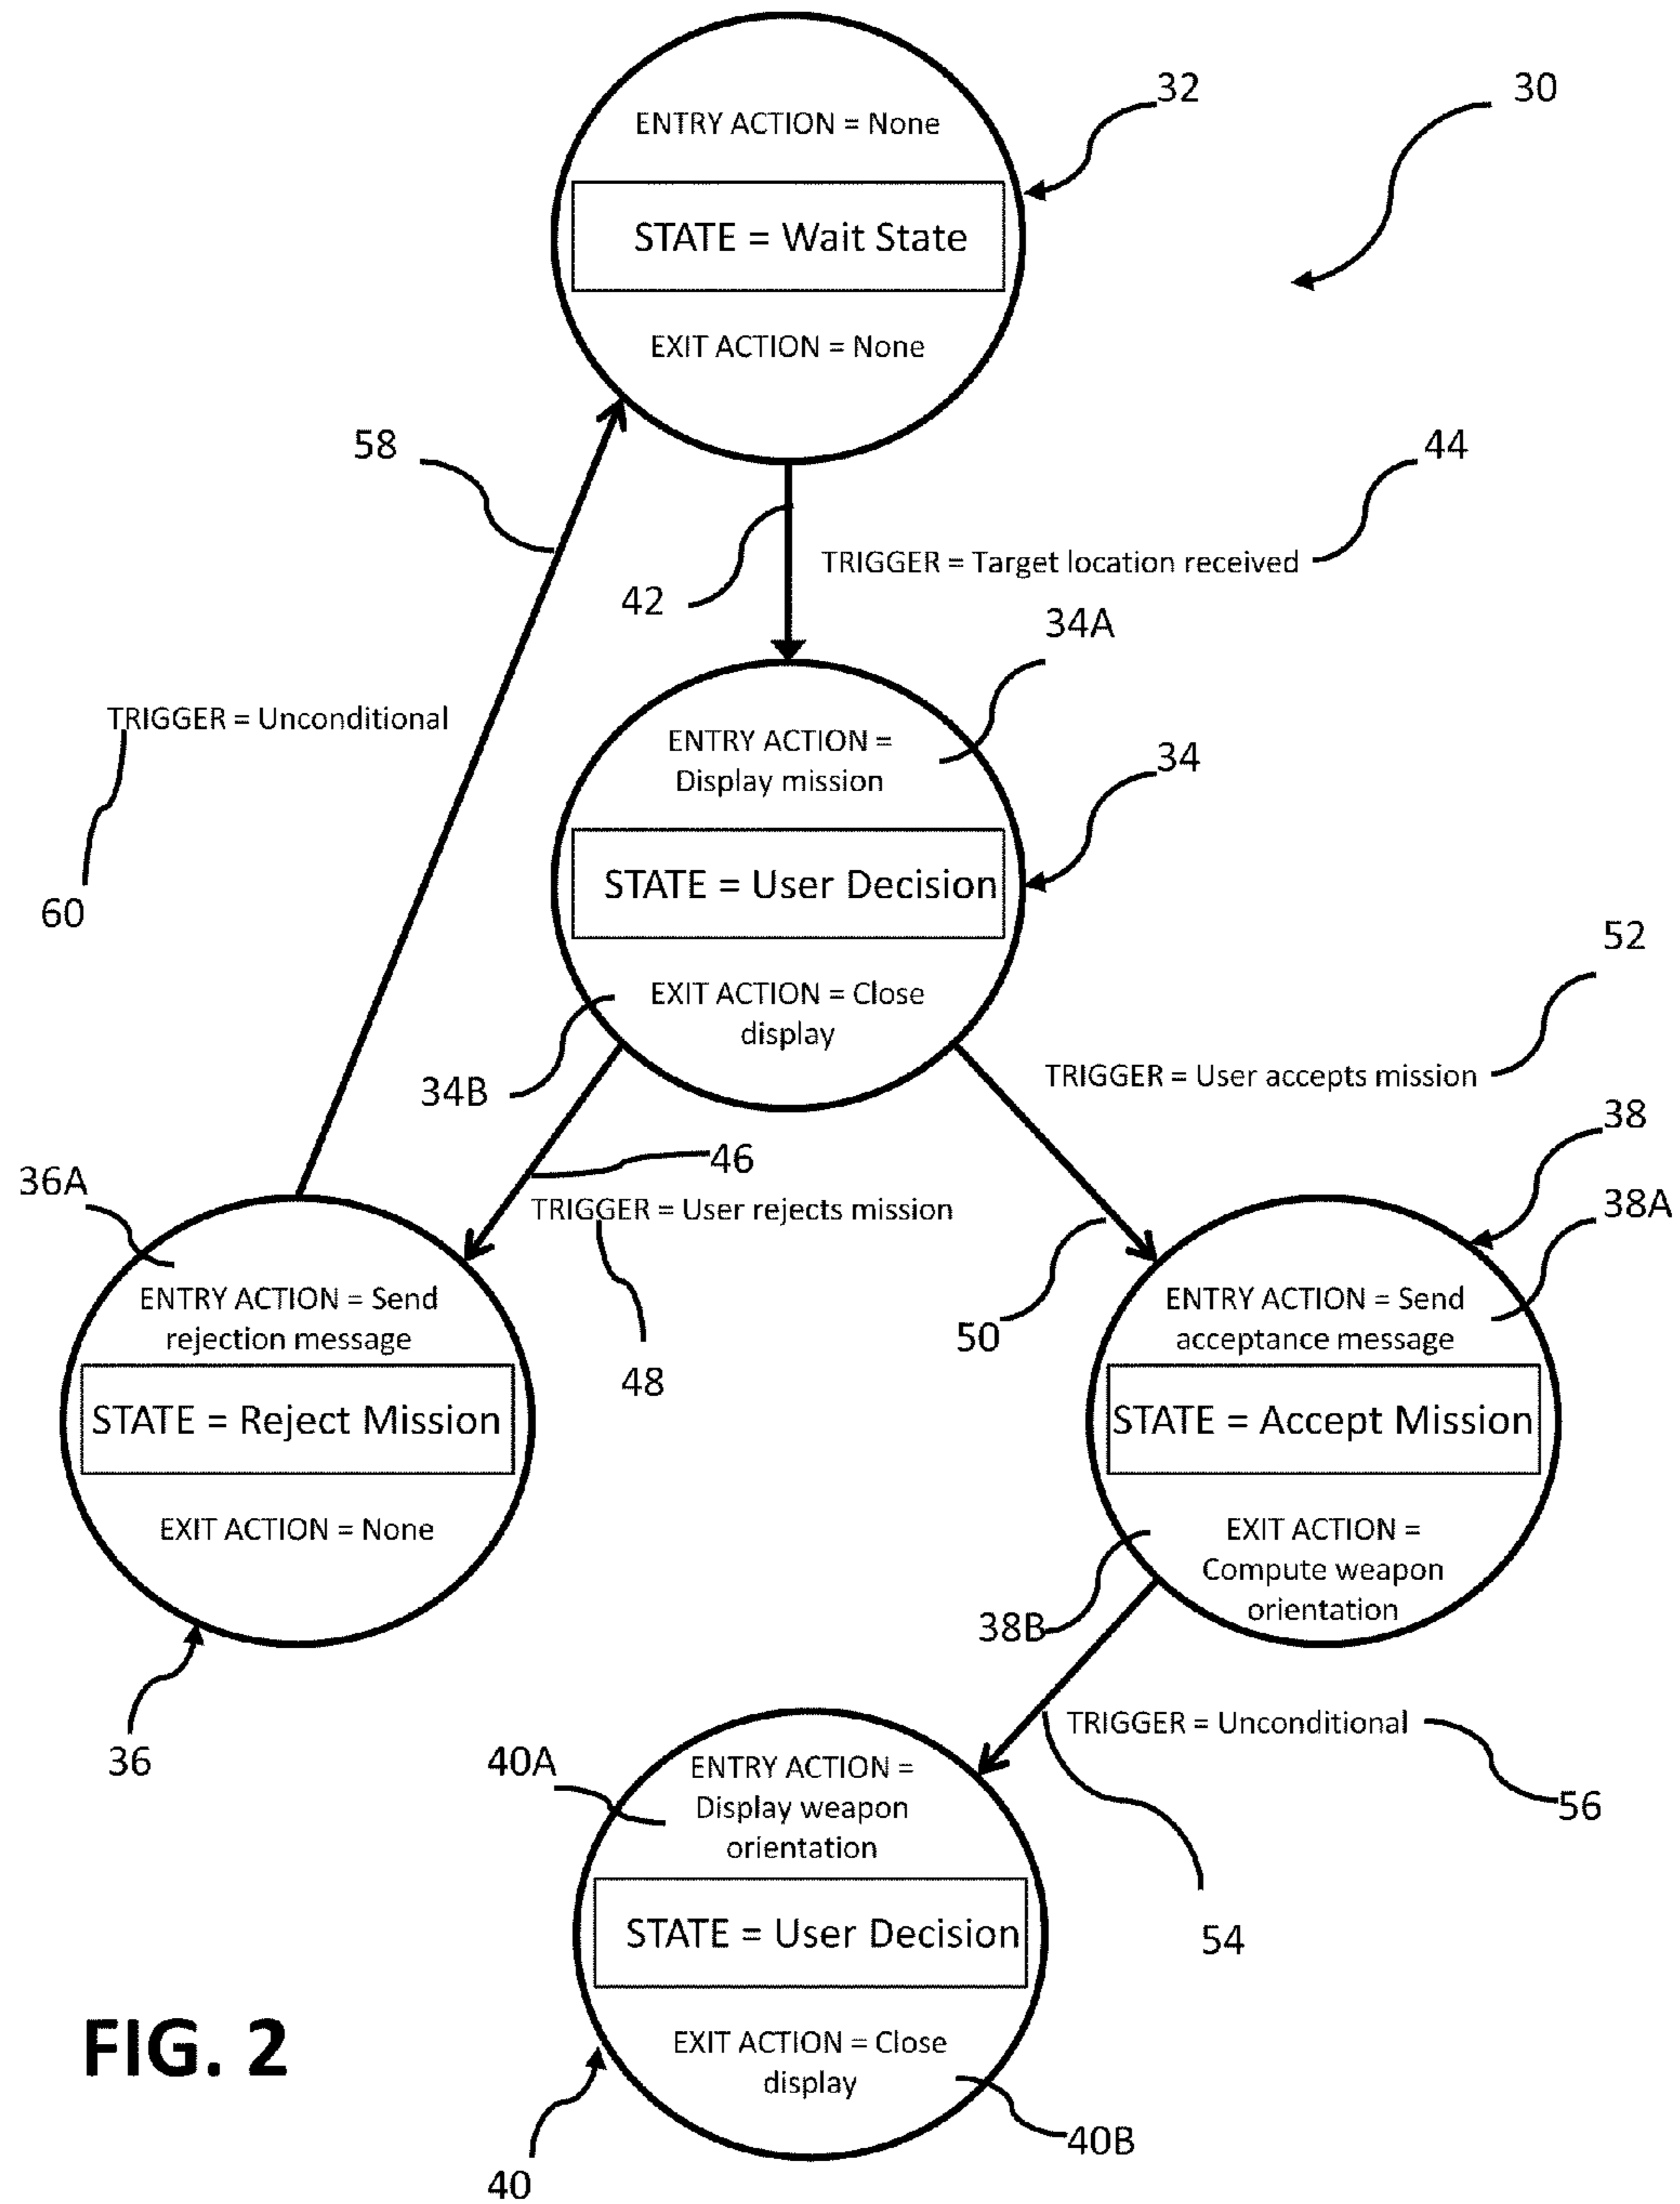 32
30
ENTRY ACTION = None
STATE = Wait State
EXIT ACTION = None
58
44
TRIGGER = Target location received
42
34A
TRIGGER = Unconditional
ENTRY ACTION =
Display mission
34
STATE = User Decision
60
52
EXIT ACTION = Close
display
TRIGGER = User accepts mission
34B
38
46
36A
38A
TRIGGER = User rejects mission
ENTRY ACTION = Send
rejection message
ENTRY ACTION = Send
acceptance message
50
48
STATE = Reject Mission
STATE = Accept Mission
EXIT ACTION = None
EXIT ACTION =
Compute weapon
orientation
38B
TRIGGER = Unconditional
36
40A
ENTRY ACTION =
Display weapon
orientation
56
STATE = User Decision
54
FIG. 2
EXIT ACTION = Close
display
40B
40